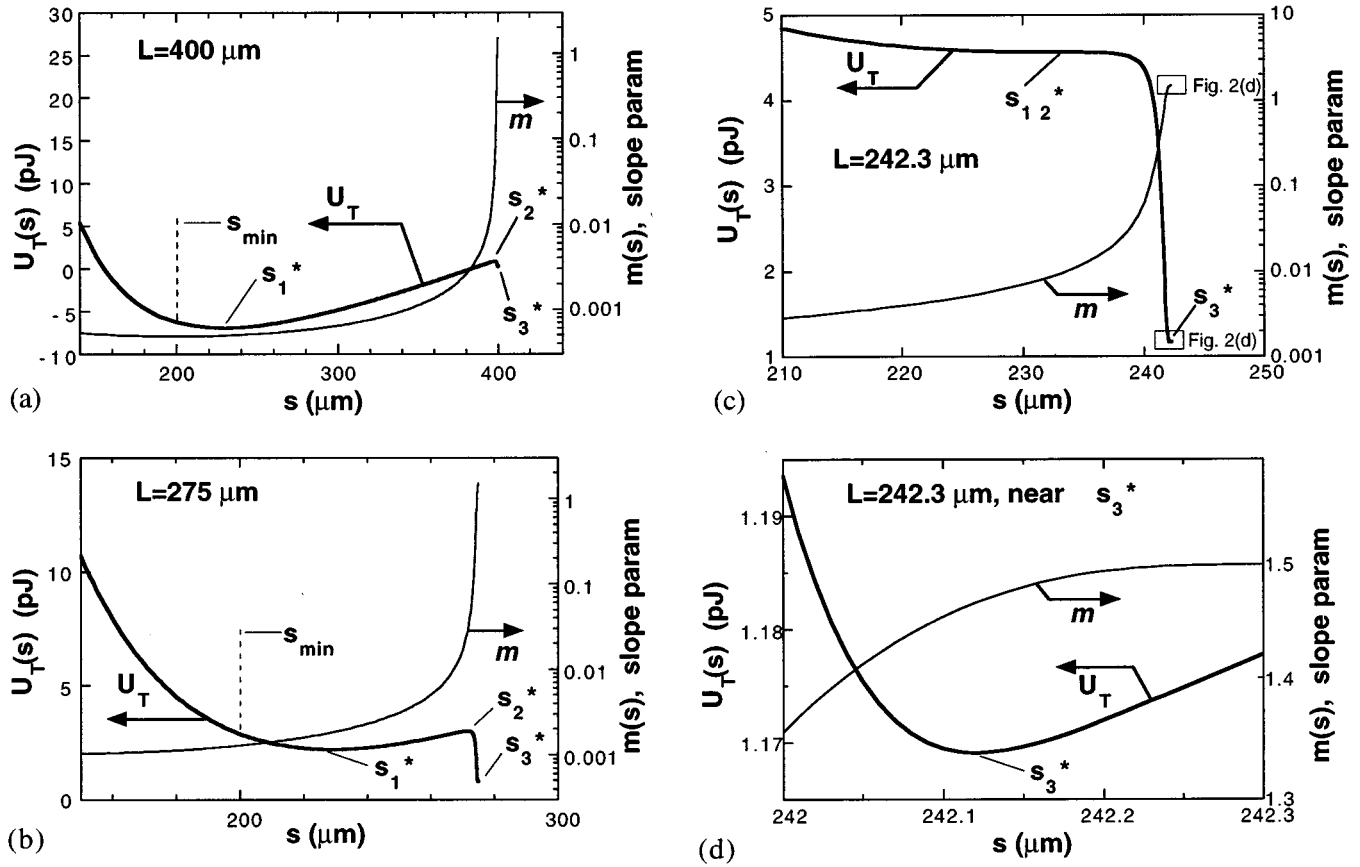 L=400 μm
U_T(s) (pJ)
30
25
20
15
10
5
0
-5
-10
s_min
s_1*
U_T
m
s_2*
s_3*
1
0.1
0.01
0.001
m(s), slope param
200
300
400
s (μm)
(a)
L=275 μm
U_T(s) (pJ)
15
10
5
0
s_min
U_T
s_1*
m
s_2*
s_3*
1
0.1
0.01
0.001
m(s), slope param
200
300
s (μm)
(b)
L=242.3 μm
U_T(s) (pJ)
5
4
3
2
1
U_T
s_1 2*
Fig. 2(d)
m
s_3*
Fig. 2(d)
10
1
0.1
0.01
0.001
m(s), slope param
210
220
230
240
250
s (μm)
(c)
L=242.3 μm, near s_3*
U_T(s) (pJ)
1.19
1.18
1.17
m
U_T
s_3*
1.5
1.4
1.3
m(s), slope param
242
242.1
242.2
242.3
s (μm)
(d)